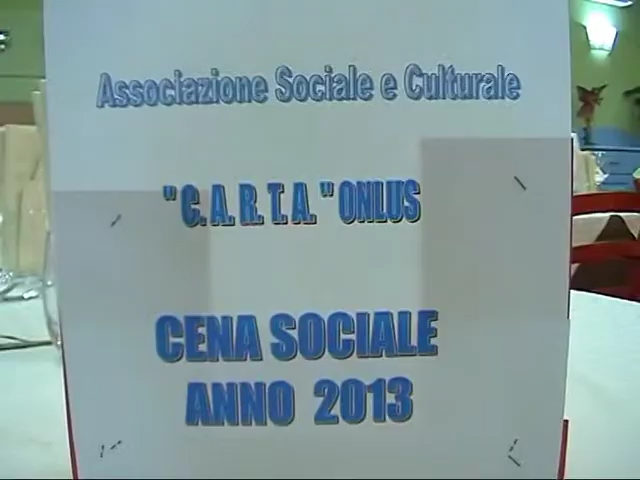 Associazione Sociale e Culturale
"C.A.R.T.A." ONLUS
CENA SOCIALE
ANNO 2013